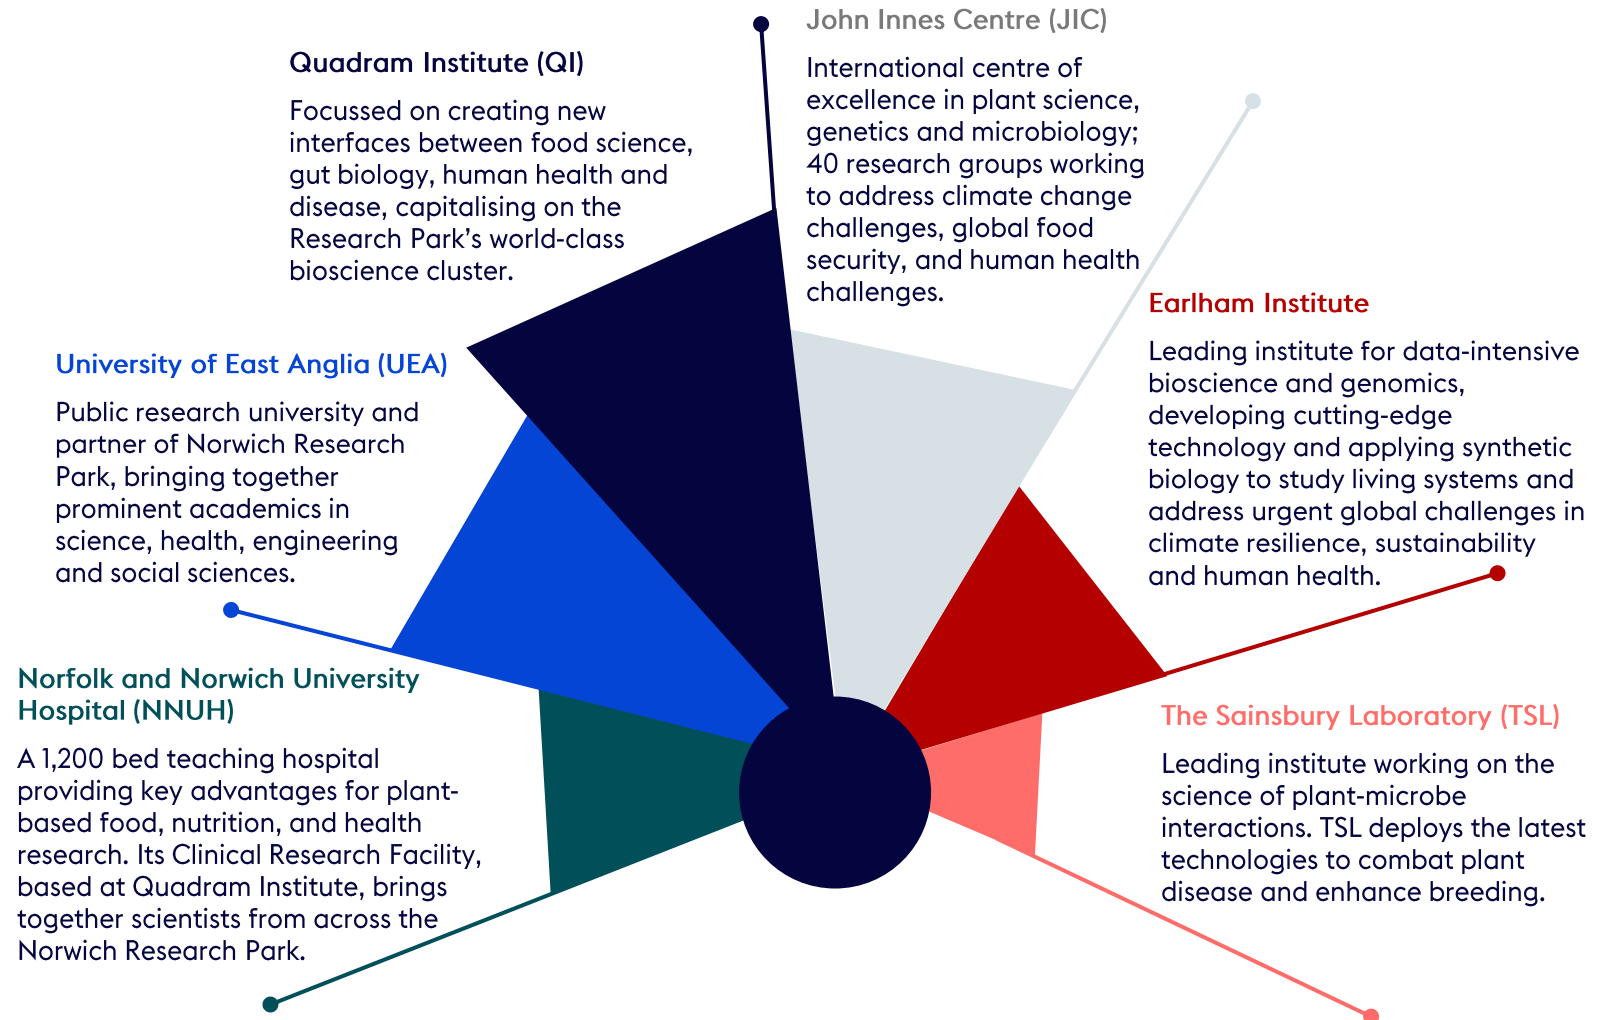 John Innes Centre (JIC)
International centre of
excellence in plant science,
genetics and microbiology;
40 research groups working
to address climate change
challenges, global food
security, and human health
challenges.
Quadram Institute (QI)
Focussed on creating new
interfaces between food science,
gut biology, human health and
disease, capitalising on the
Research Park’s world-class
bioscience cluster.
Earlham Institute
Leading institute for data-intensive
bioscience and genomics,
developing cutting-edge
technology and applying synthetic
biology to study living systems and
address urgent global challenges in
climate resilience, sustainability
and human health.
University of East Anglia (UEA)
Public research university and
partner of Norwich Research
Park, bringing together
prominent academics in
science, health, engineering
and social sciences.
Norfolk and Norwich University
Hospital (NNUH)
A 1,200 bed teaching hospital
providing key advantages for plant-
based food, nutrition, and health
research. Its Clinical Research Facility,
based at Quadram Institute, brings
together scientists from across the
Norwich Research Park.
The Sainsbury Laboratory (TSL)
Leading institute working on the
science of plant-microbe
interactions. TSL deploys the latest
technologies to combat plant
disease and enhance breeding.